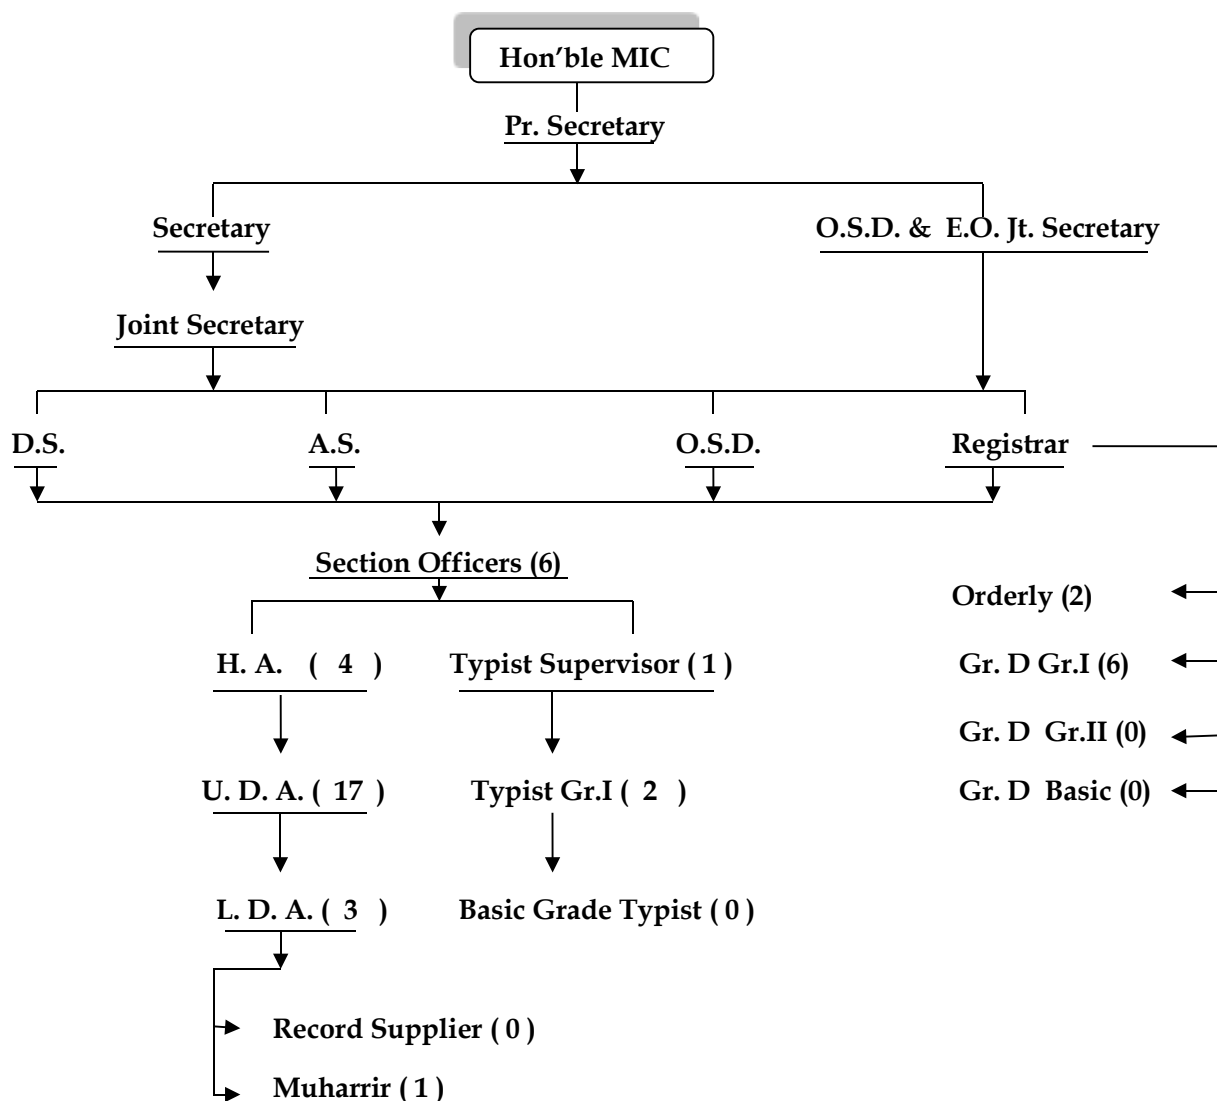 Hon’ble MIC
Pr. Secretary
Secretary
O.S.D. & E.O. Jt. Secretary
Joint Secretary
D.S.
A.S.
O.S.D.
Registrar
Section Officers (6)
Orderly (2)
H. A. ( 4 )
Typist Supervisor ( 1 )
Gr. D Gr.I (6)
Gr. D Gr.II (0)
U. D. A. ( 17 )
Typist Gr.I ( 2 )
Gr. D Basic (0)
L. D. A. ( 3 )
Basic Grade Typist ( 0 )
Record Supplier ( 0 )
Muharrir ( 1 )